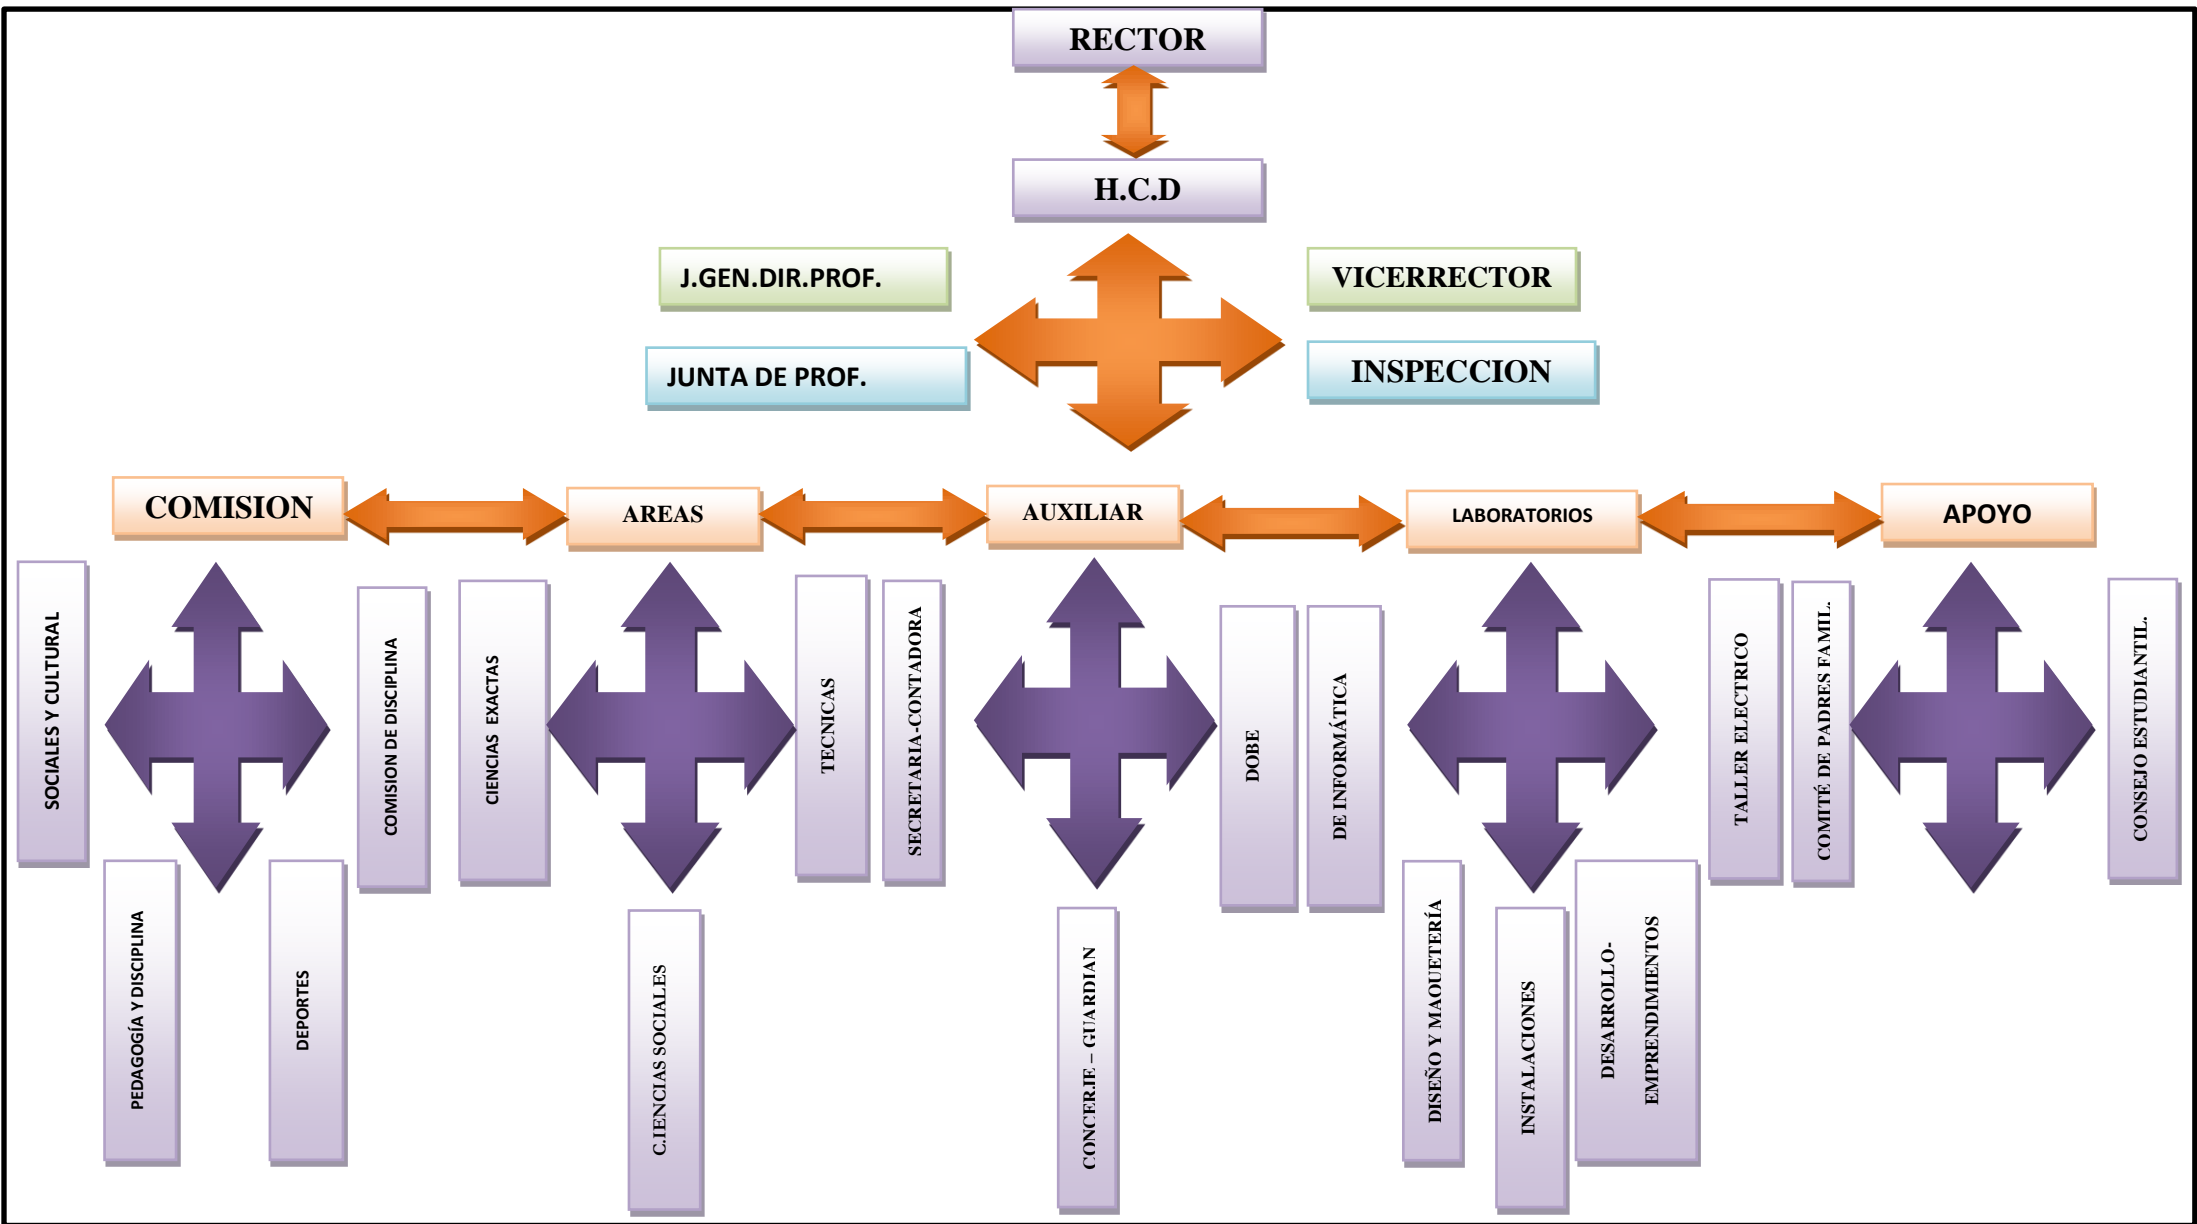 RECTOR
H.C.D
J.GEN.DIR.PROF.
VICERRECTOR
JUNTA DE PROF.
INSPECCION
COMISION
AREAS
AUXILIAR
LABORATORIOS
APOYO
SOCIALES Y CULTURAL
COMISION DE DISCIPLINA
CIENCIAS EXACTAS
TECNICAS
SECRETARIA-CONTADORA
DOBE
DE INFORMÁTICA
TALLER ELECTRICO
COMITÉ DE PADRES FAMIL.
CONSEJO ESTUDIANTIL.
PEDAGOGÍA Y DISCIPLINA
DEPORTES
C.IENCIAS SOCIALES
CONCERJE – GUARDIAN
DISEÑO Y MAQUETERÍA
INSTALACIONES
DESARROLLO-
EMPRENDIMIENTOS